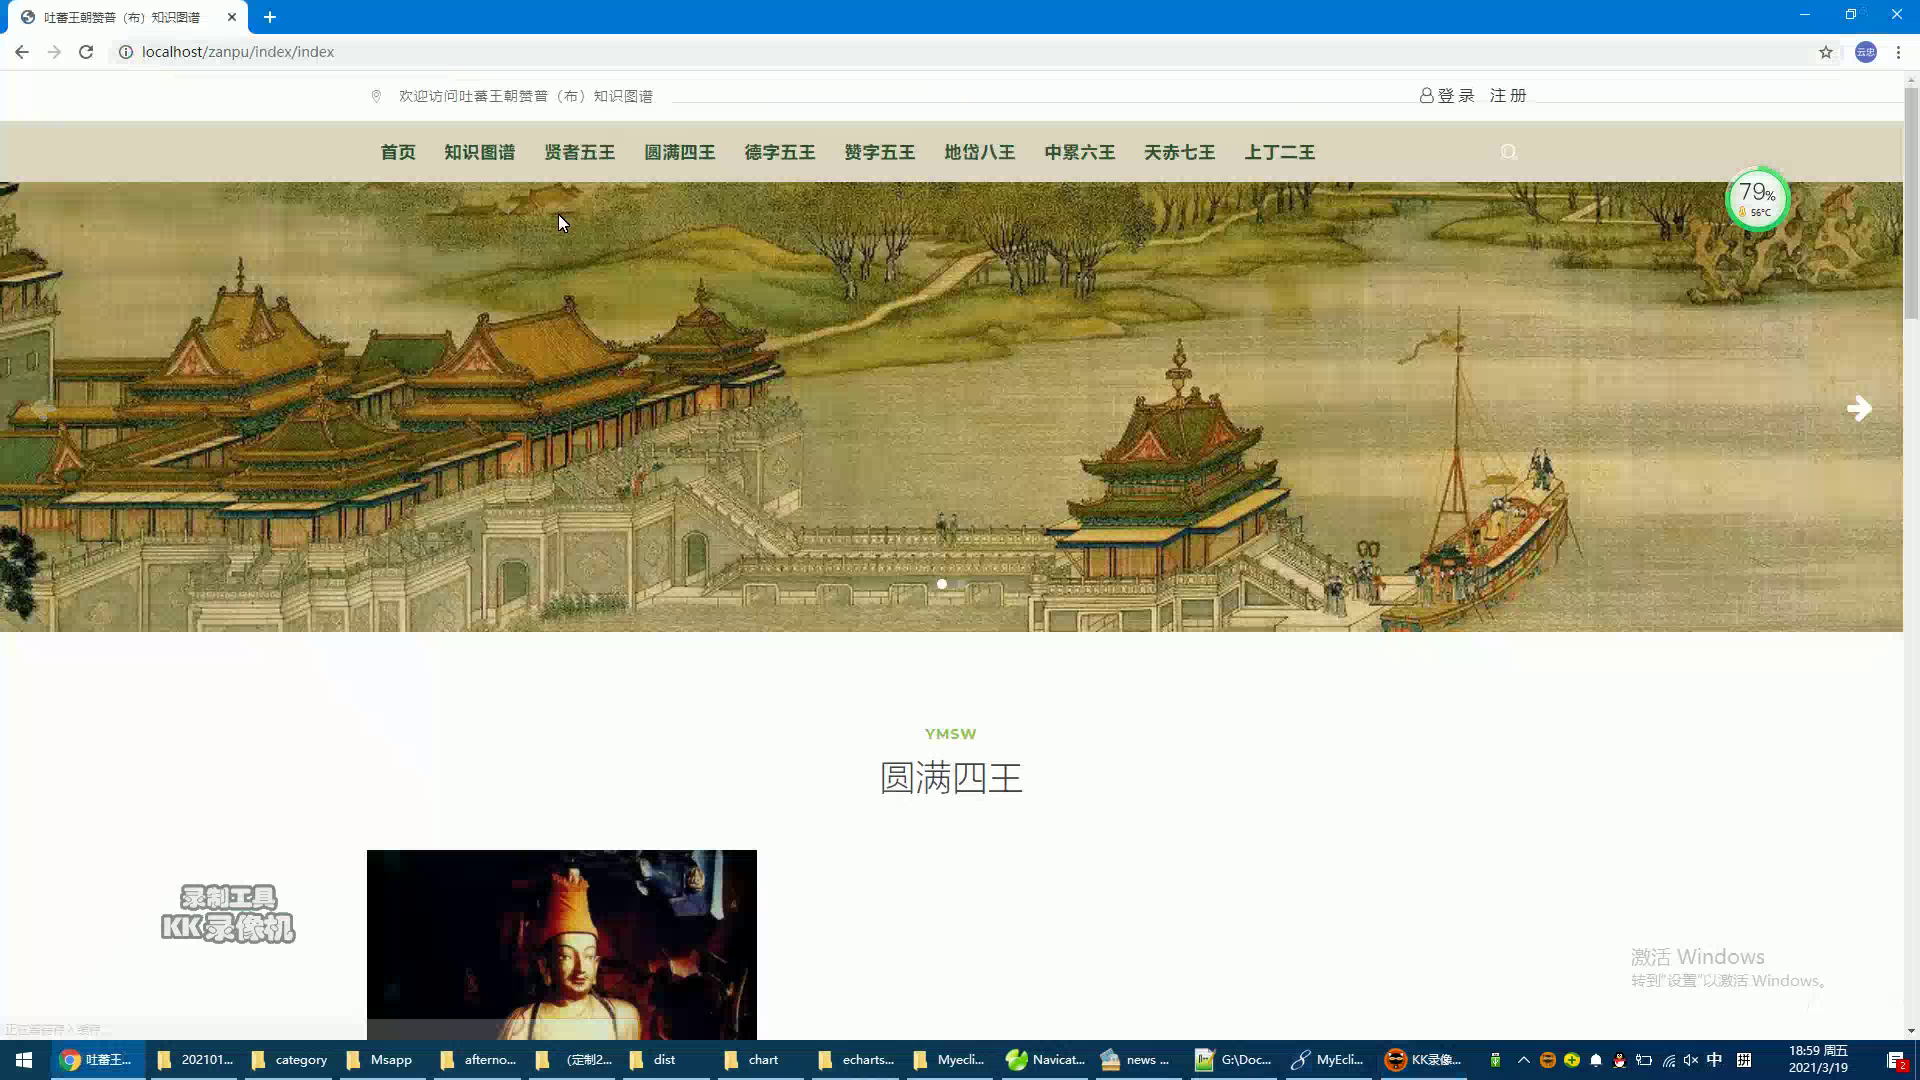 吐蕃王朝赞普（布）知识图谱
localhost/zanpu/index/index
云忠
欢迎访问吐蕃王朝赞普（布）知识图谱
登录 注册
首页 知识图谱 贤者五王 圆满四王 德字五王 赞字五王 地岱八王 中累六王 天赤七王 上丁二王
79%
56°C
YMSW
圆满四王
录制工具
KK录像机
激活 Windows
转到"设置"以激活 Windows。
吐蕃王... 202101... category Msapp afterno... (定制2... dist chart echarts... Myecli... Navicat... news ... G:\Doc... MyEcli... KK录像... 中 拼
18:59 周五
2021/3/19
2